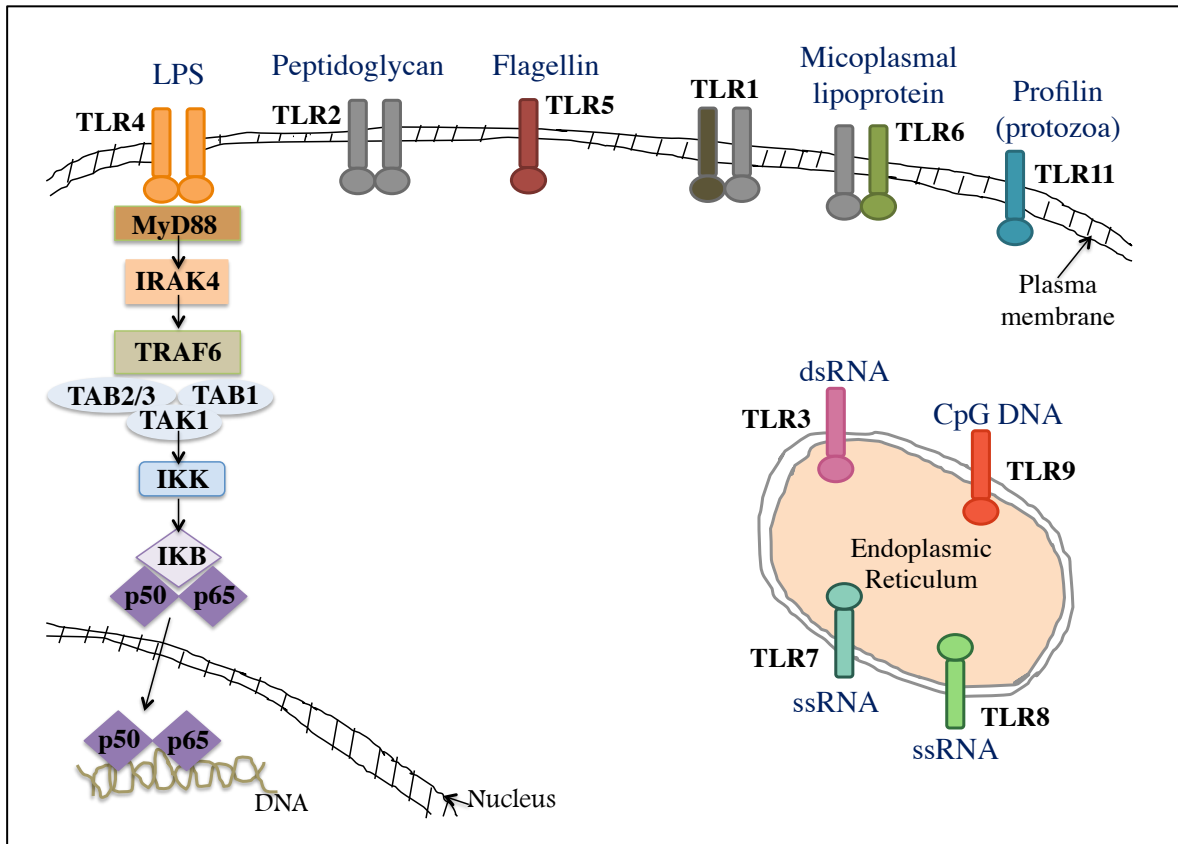 LPS
TLR4
Peptidoglycan
TLR2
Flagellin
TLR5
TLR1
Micoplasmal
lipoprotein
TLR6
Profilin
(protozoa)
TLR11
Plasma
membrane
MyD88
IRAK4
TRAF6
TAB2/3
TAB1
TAK1
IKK
IKB
p50
p65
p50
p65
DNA
Nucleus
dsRNA
TLR3
CpG DNA
TLR9
Endoplasmic
Reticulum
TLR7
ssRNA
TLR8
ssRNA